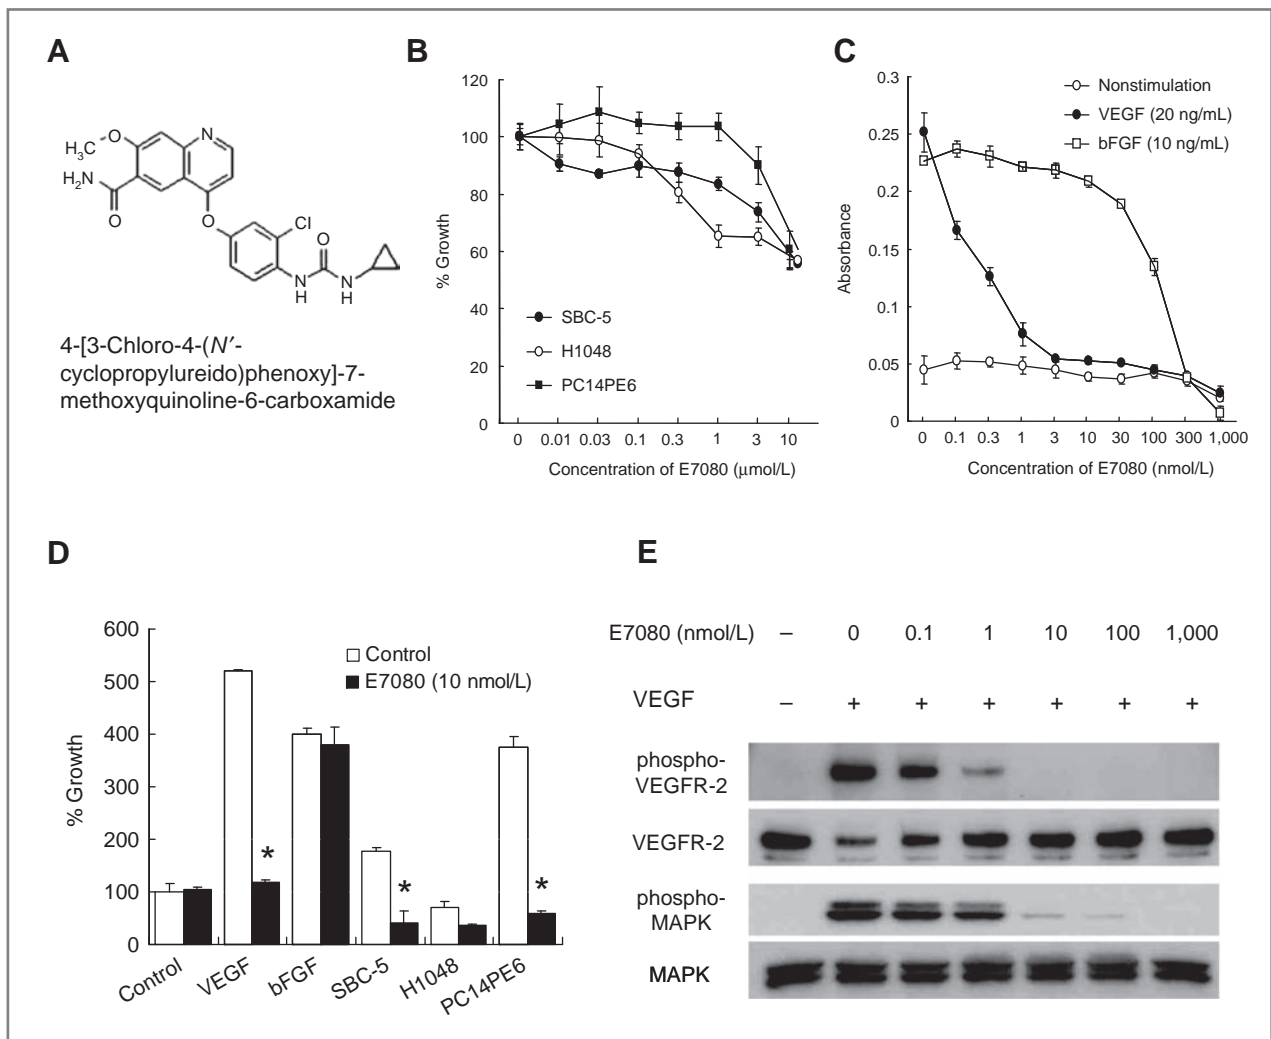 A
N
O
H3C
H2N
O
O
Cl
O
N
H
N
H
4-[3-Chloro-4-(N′-
cyclopropylureido)phenoxy]-7-
methoxyquinoline-6-carboxamide
B
120
100
80
60
40
20
0
% Growth
SBC-5
H1048
PC14PE6
0 0.01 0.03 0.1 0.3 1 3 10
Concentration of E7080 (μmol/L)
C
0.3
0.25
0.2
0.15
0.1
0.05
0
Absorbance
Nonstimulation
VEGF (20 ng/mL)
bFGF (10 ng/mL)
0 0.1 0.3 1 3 10 30 100 300 1,000
Concentration of E7080 (nmol/L)
D
600
500
400
300
200
100
0
% Growth
Control
E7080 (10 nmol/L)
* * *
Control VEGF bFGF SBC-5 H1048 PC14PE6
E
E7080 (nmol/L) – 0 0.1 1 10 100 1,000
VEGF – + + + + + +
phospho-
VEGFR-2
VEGFR-2
phospho-
MAPK
MAPK